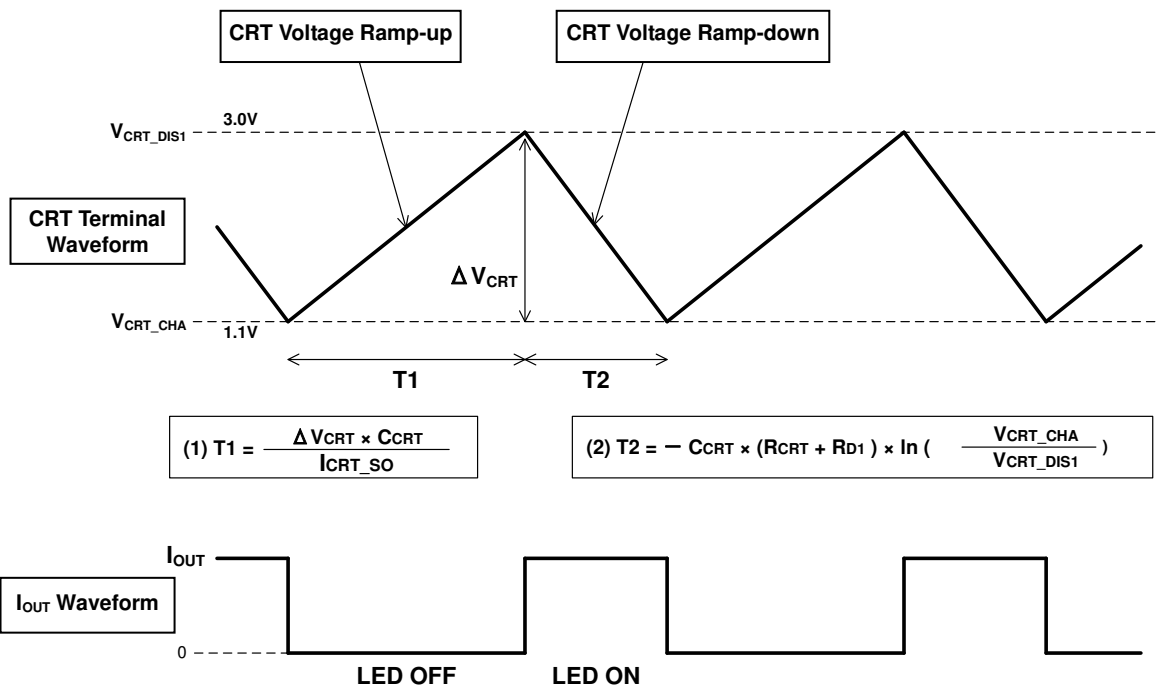 CRT Voltage Ramp-up
CRT Voltage Ramp-down
VCRT_DIS1
3.0V
CRT Terminal
Waveform
Δ VCRT
VCRT_CHA
1.1V
T1
T2
(1) T1 = Δ VCRT × CCRT / ICRT_SO
(2) T2 = − CCRT × (RCRT + RD1 ) × ln ( VCRT_CHA / VCRT_DIS1 )
IOUT
IOUT Waveform
0
LED OFF
LED ON